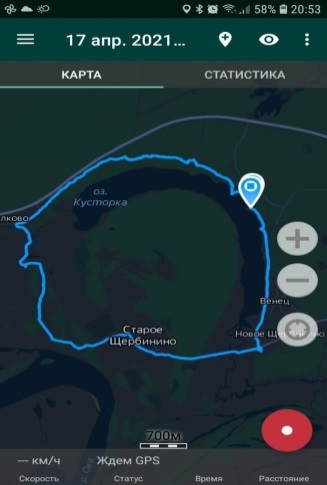 58% 20:53
17 апр. 2021...
КАРТА СТАТИСТИКА
оз.
Кусторка
лково
Венец
Старое
Щербинино
Новое Щербинино
700м
р. Ока
--- км/ч Ждем GPS
Скорость Статус Время Расстояние